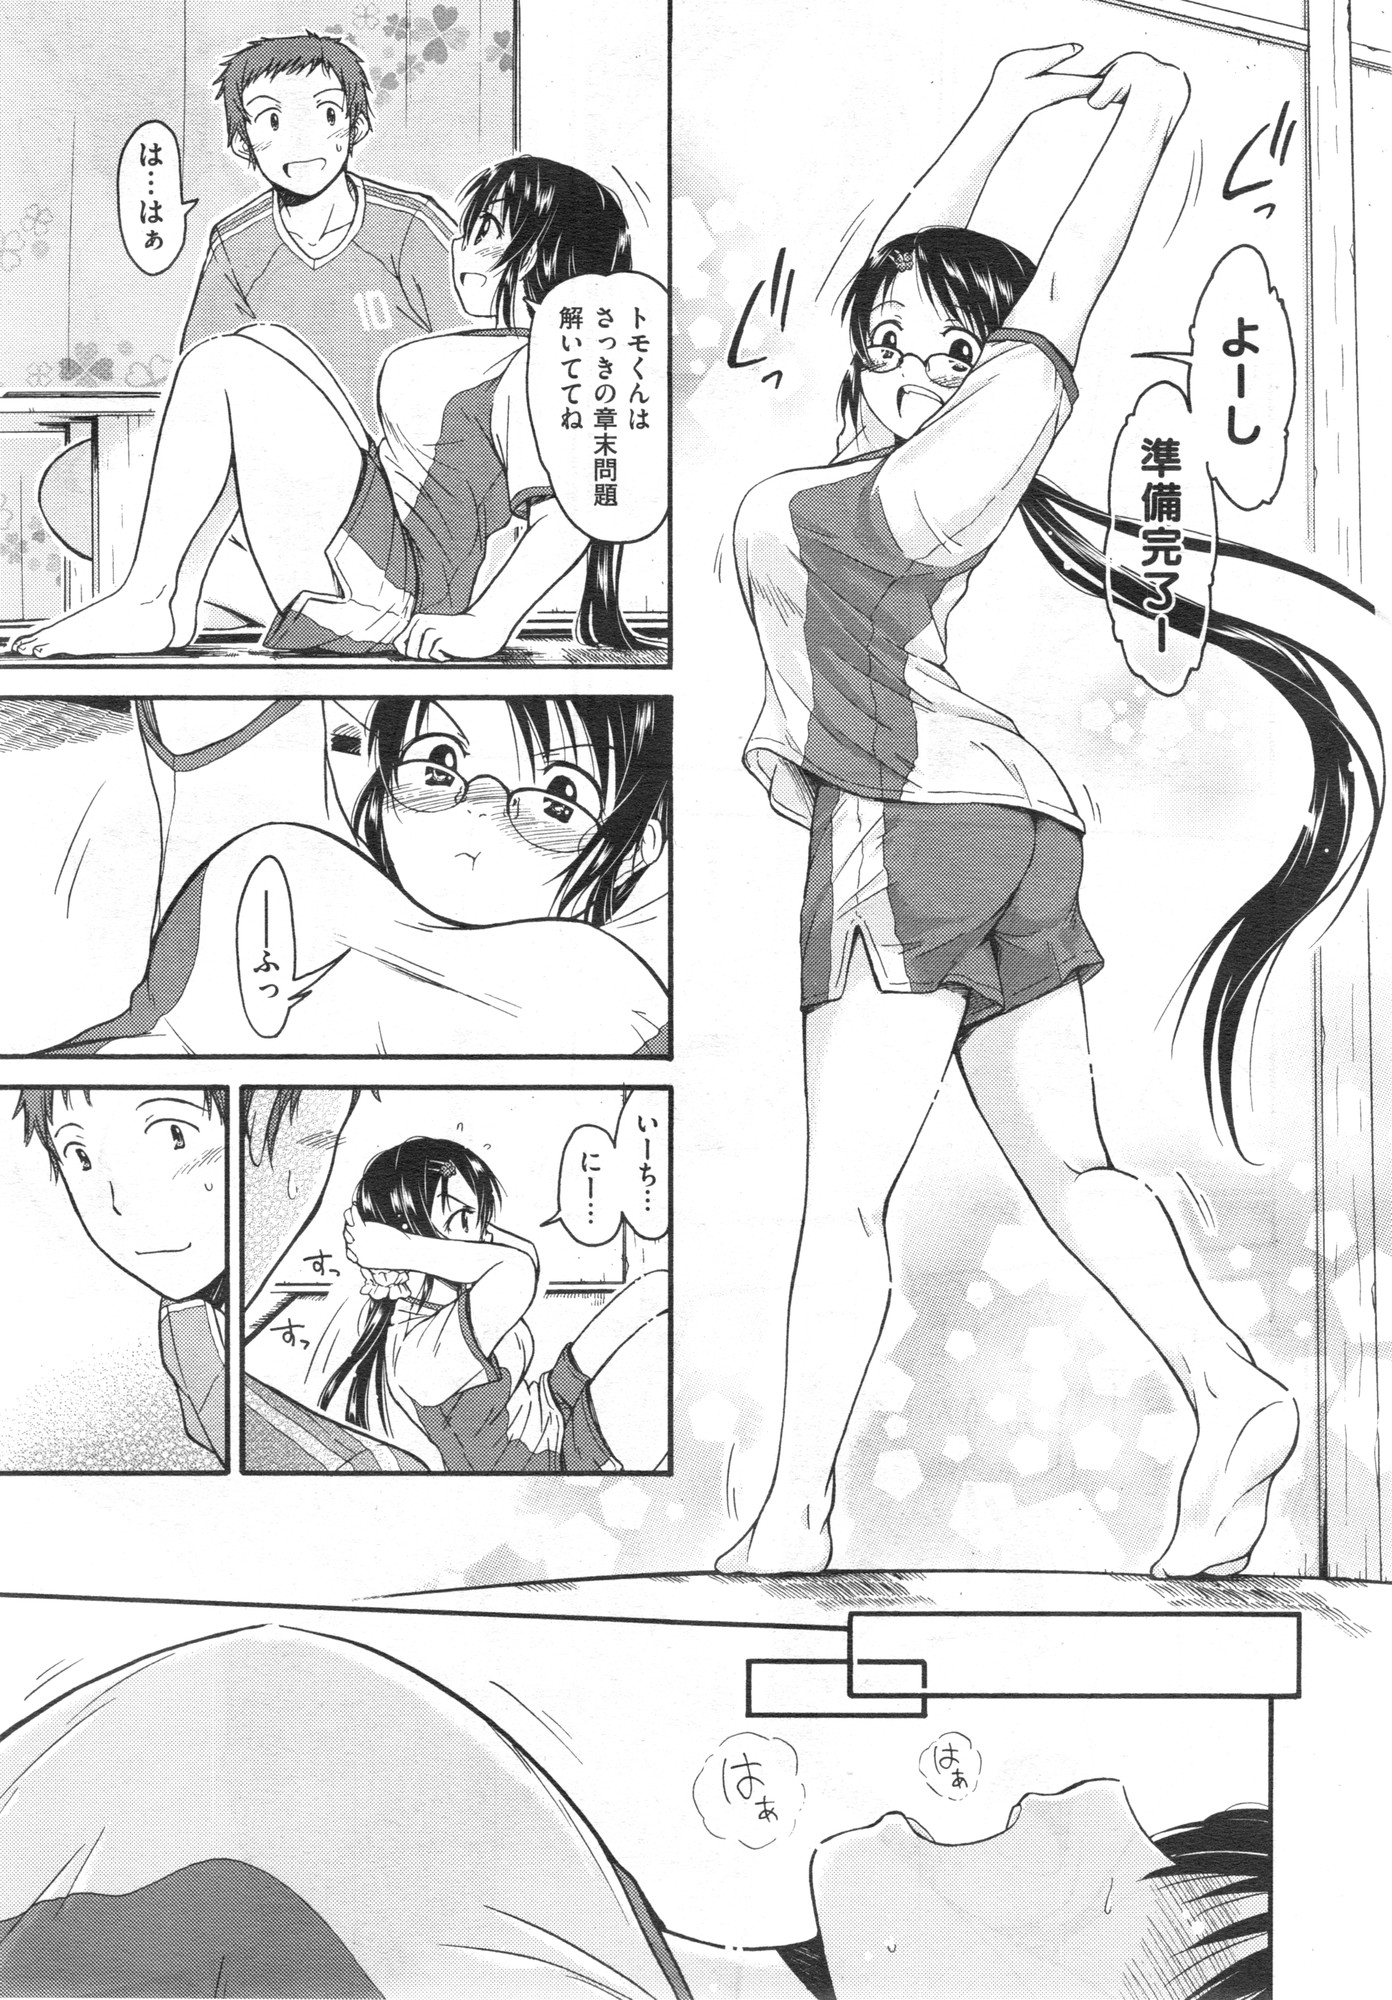 よーし
準備完了ー
トモくんは
さっきの章末問題
解いててね
は…はぁ
10
ーふっ
いーち…
にー…
すっ
すっ
はぁ
はぁ